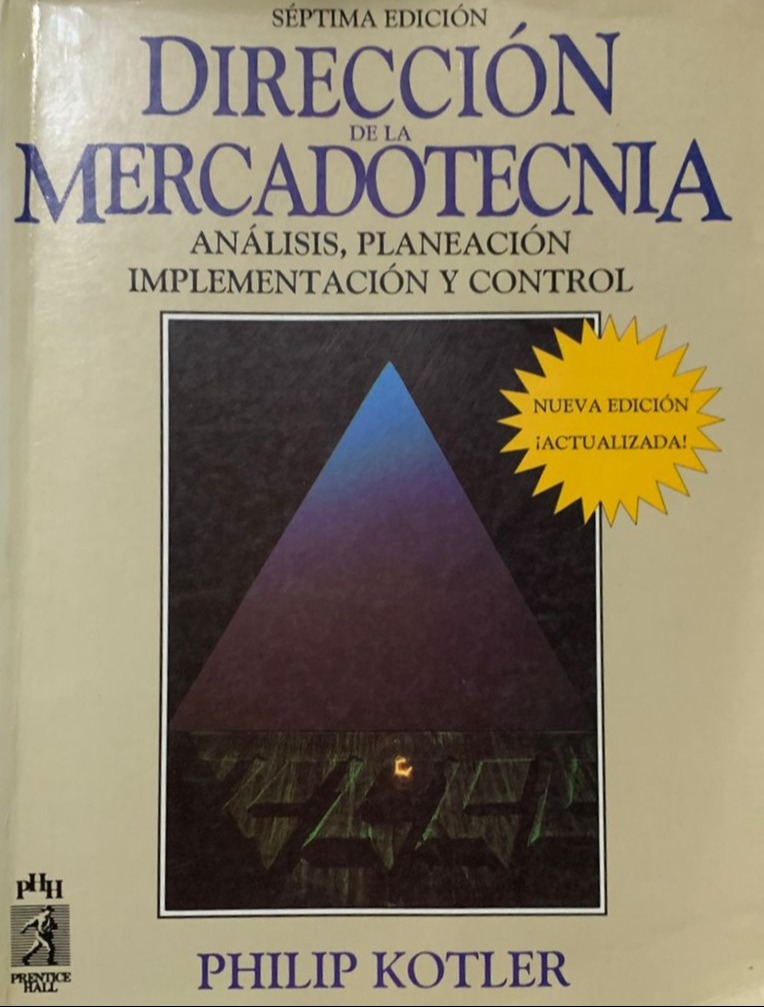 SÉPTIMA EDICIÓN
DIRECCIÓN
DE LA
MERCADOTECNIA
ANÁLISIS, PLANEACIÓN
IMPLEMENTACIÓN Y CONTROL
NUEVA EDICIÓN
¡ACTUALIZADA!
PHH
PRENTICE
HALL
PHILIP KOTLER